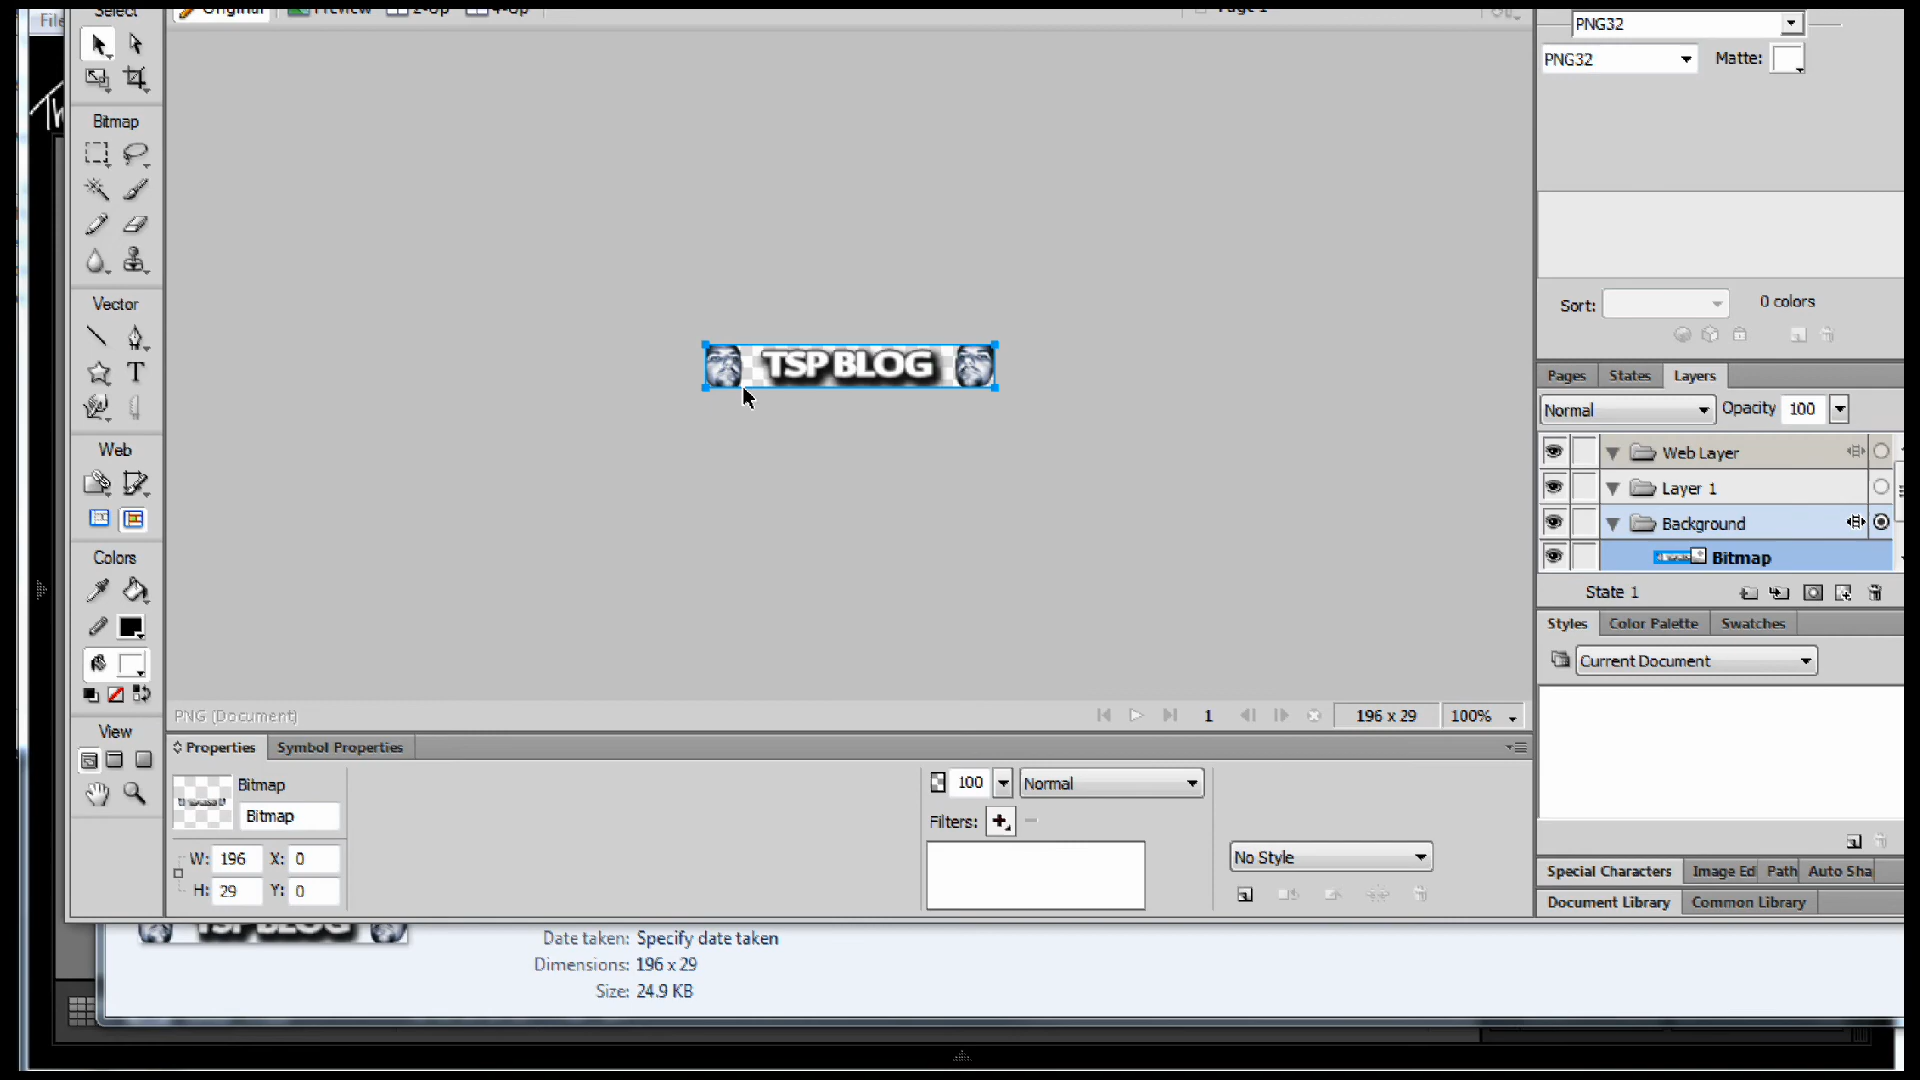 File
Select
Original Preview 2-Up 4-Up Page 1
PNG32
PNG32 Matte:
Bitmap
Vector
T
TSP BLOG
Sort: 0 colors
Pages States Layers
Normal Opacity 100
Web
Web Layer
Layer 1
Background
Bitmap
State 1
Colors
Styles Color Palette Swatches
Current Document
View
PNG (Document) 1 196 x 29 100%
Properties Symbol Properties
Bitmap
Bitmap
100 Normal
Filters:
W: 196 X: 0
H: 29 Y: 0
No Style
Special Characters Image Ed Path Auto Sha
Document Library Common Library
TSP BLOG
Date taken: Specify date taken
Dimensions: 196 x 29
Size: 24.9 KB